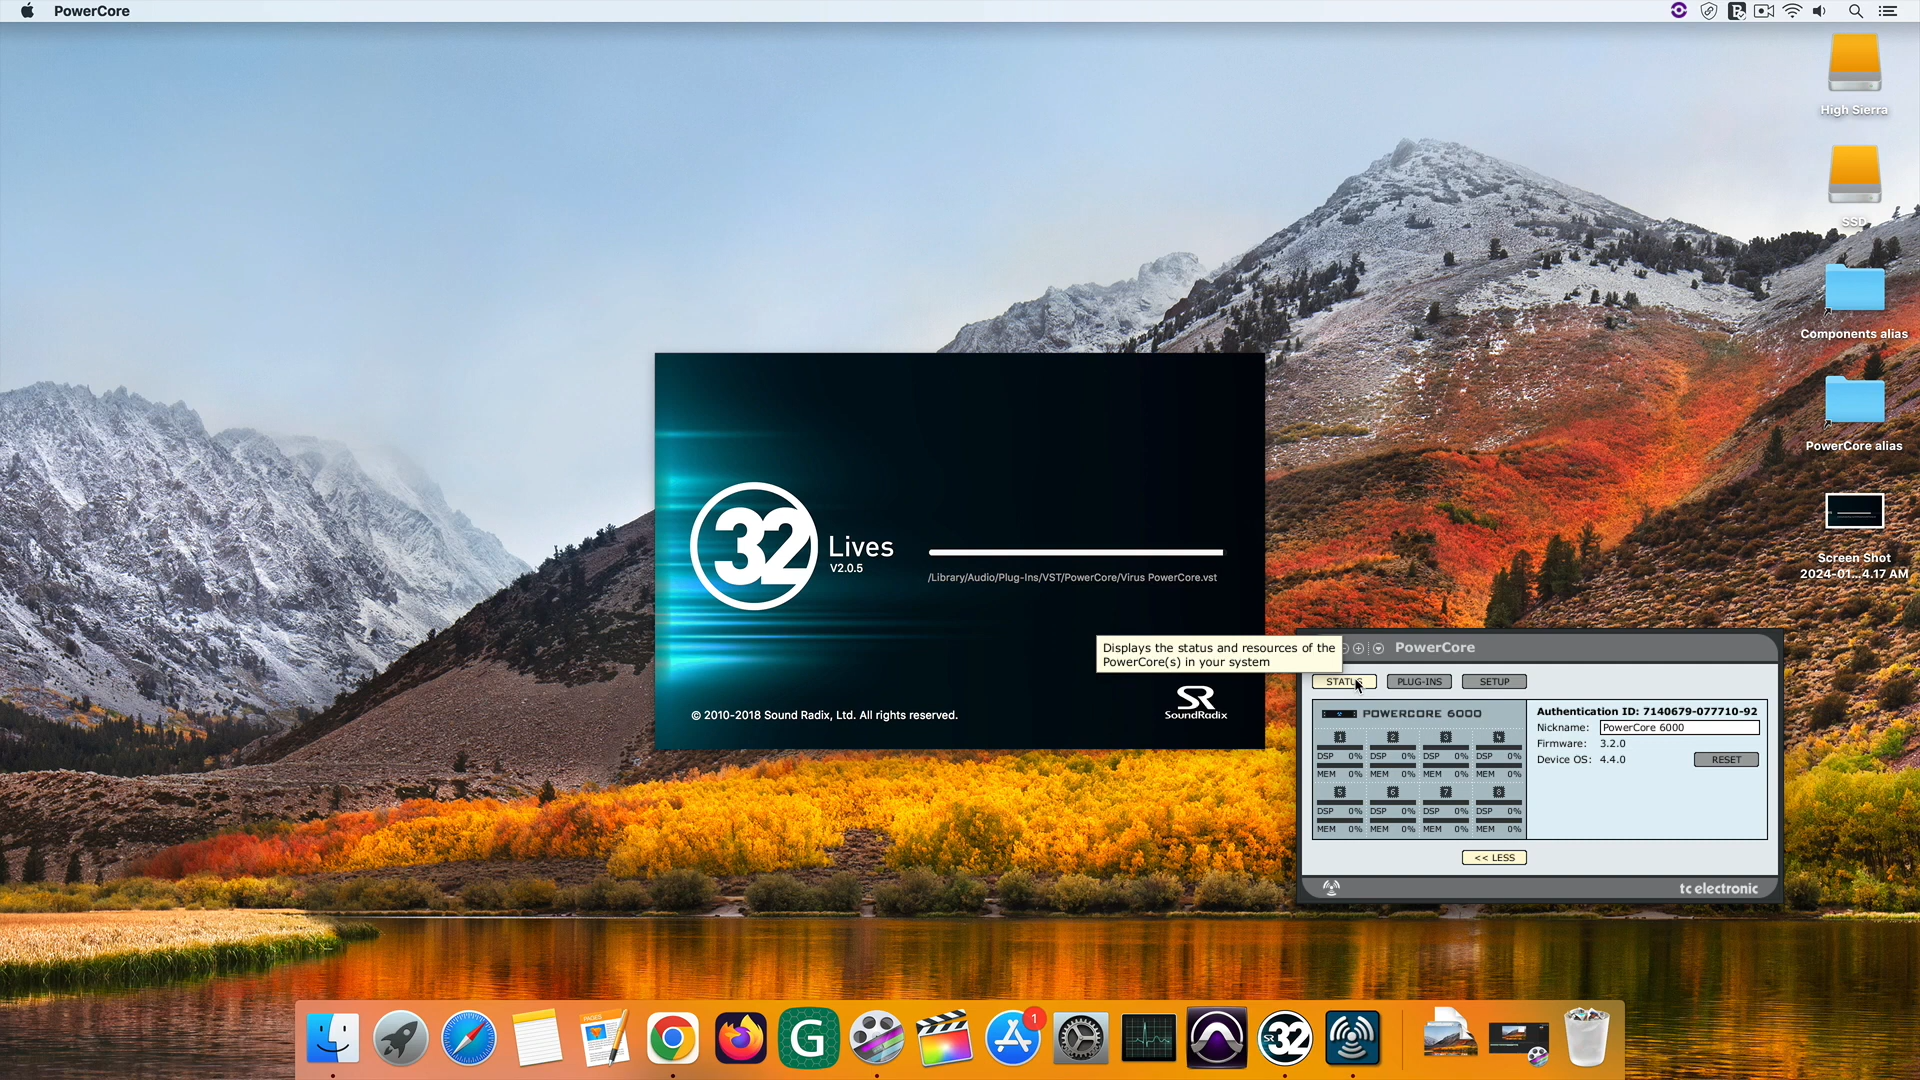 PowerCore
High Sierra
SSD
Components alias
PowerCore alias
Screen Shot
2024-01...4.17 AM
32
Lives
V2.0.5
/Library/Audio/Plug-Ins/VST/PowerCore/Virus PowerCore.vst
© 2010-2018 Sound Radix, Ltd. All rights reserved.
SR
SoundRadix
Displays the status and resources of the
PowerCore(s) in your system
PowerCore
STATUS
PLUG-INS
SETUP
POWERCORE 6000
1 2 3 4
DSP 0% DSP 0% DSP 0% DSP 0%
MEM 0% MEM 0% MEM 0% MEM 0%
5 6 7 8
DSP 0% DSP 0% DSP 0% DSP 0%
MEM 0% MEM 0% MEM 0% MEM 0%
Authentication ID: 7140679-077710-92
Nickname: PowerCore 6000
Firmware: 3.2.0
Device OS: 4.4.0
RESET
<< LESS
tc electronic
PAGES
G
1
32